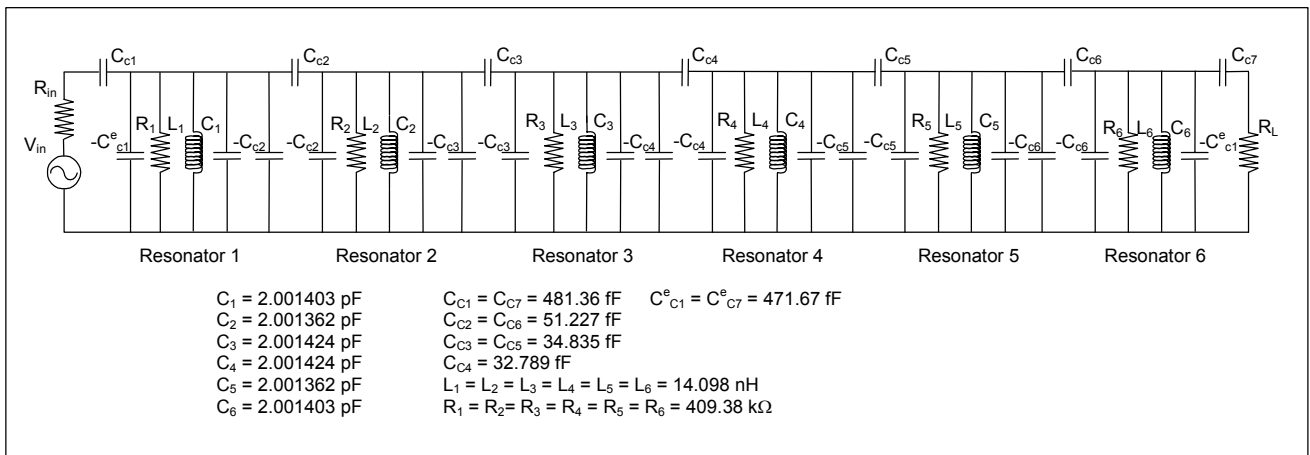 Cc1 Cc2 Cc3 Cc4 Cc5 Cc6 Cc7
Rin
Vin
-C^e_c1 R1 L1 C1 -Cc2 -Cc2 R2 L2 C2 -Cc3 -Cc3 R3 L3 C3 -Cc4 -Cc4 R4 L4 C4 -Cc5 -Cc5 R5 L5 C5 -Cc6 -Cc6 R6 L6 C6 -C^e_c1 RL
Resonator 1 Resonator 2 Resonator 3 Resonator 4 Resonator 5 Resonator 6
C1 = 2.001403 pF CC1 = CC7 = 481.36 fF C^e_C1 = C^e_C7 = 471.67 fF
C2 = 2.001362 pF CC2 = CC6 = 51.227 fF
C3 = 2.001424 pF CC3 = CC5 = 34.835 fF
C4 = 2.001424 pF CC4 = 32.789 fF
C5 = 2.001362 pF L1 = L2 = L3 = L4 = L5 = L6 = 14.098 nH
C6 = 2.001403 pF R1 = R2= R3 = R4 = R5 = R6 = 409.38 kΩ